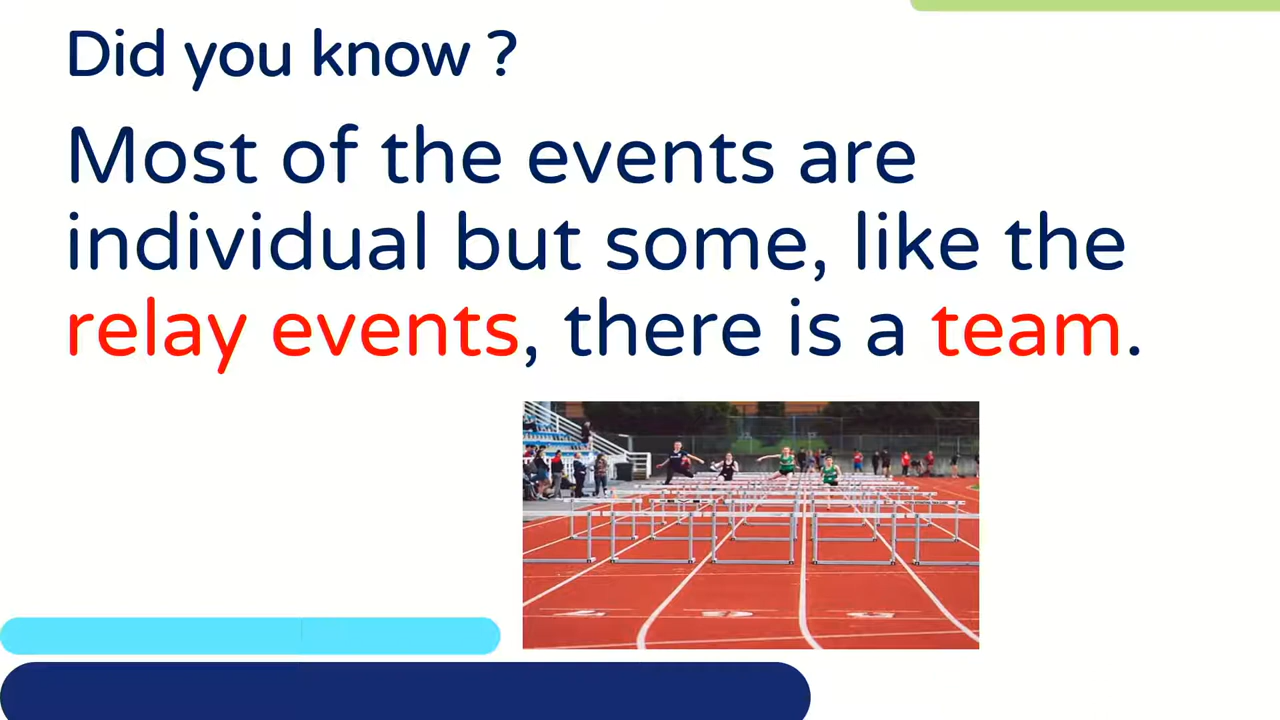 Did you know ?
Most of the events are
individual but some, like the
relay events, there is a team.